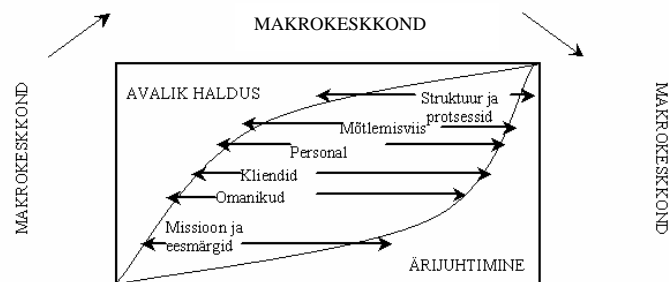 MAKROKESKKOND
MAKROKESKKOND
MAKROKESKKOND
AVALIK HALDUS
Struktuur ja
protsessid
Mõtlemisviis
Personal
Kliendid
Omanikud
Missioon ja
eesmärgid
ÄRIJUHTIMINE